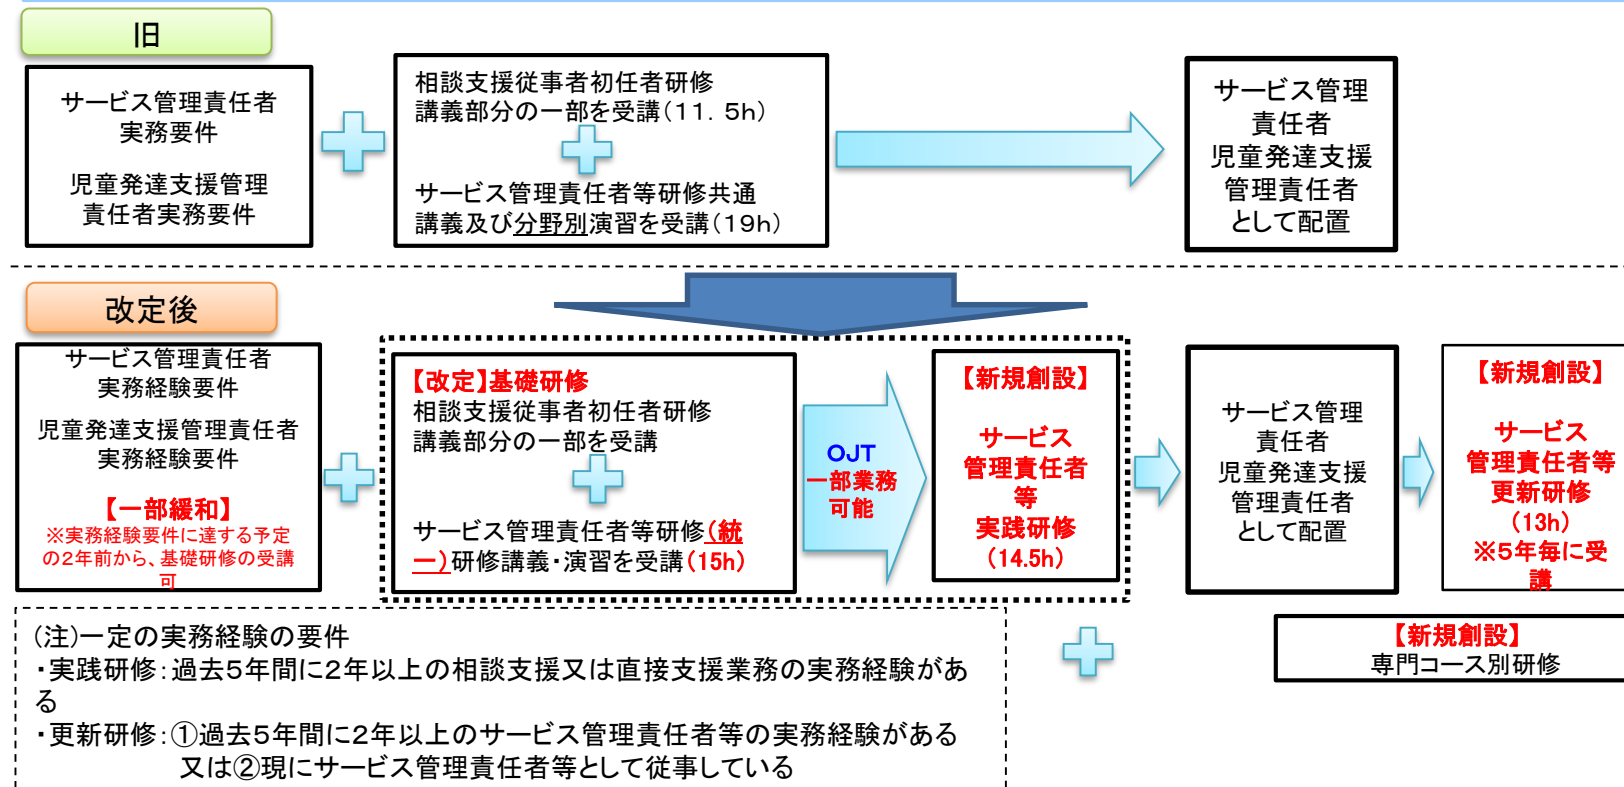 旧
サービス管理責任者
実務要件
児童発達支援管理
責任者実務要件
相談支援従事者初任者研修
講義部分の一部を受講(11．5h)
サービス管理責任者等研修共通
講義及び分野別演習を受講(19h)
サービス管理
責任者
児童発達支援
管理責任者
として配置
改定後
サービス管理責任者
実務経験要件
児童発達支援管理責任者
実務経験要件
【一部緩和】
※実務経験要件に達する予定
の2年前から、基礎研修の受講
可
【改定】基礎研修
相談支援従事者初任者研修
講義部分の一部を受講
サービス管理責任者等研修(統
一)研修講義・演習を受講(15h)
OJT
一部業務
可能
【新規創設】
サービス
管理責任者
等
実践研修
(14.5h)
サービス管理
責任者
児童発達支援
管理責任者
として配置
【新規創設】
サービス
管理責任者等
更新研修
(13h)
※5年毎に受
講
【新規創設】
専門コース別研修
(注)一定の実務経験の要件
・実践研修：過去5年間に2年以上の相談支援又は直接支援業務の実務経験があ
る
・更新研修：①過去5年間に2年以上のサービス管理責任者等の実務経験がある
又は②現にサービス管理責任者等として従事している